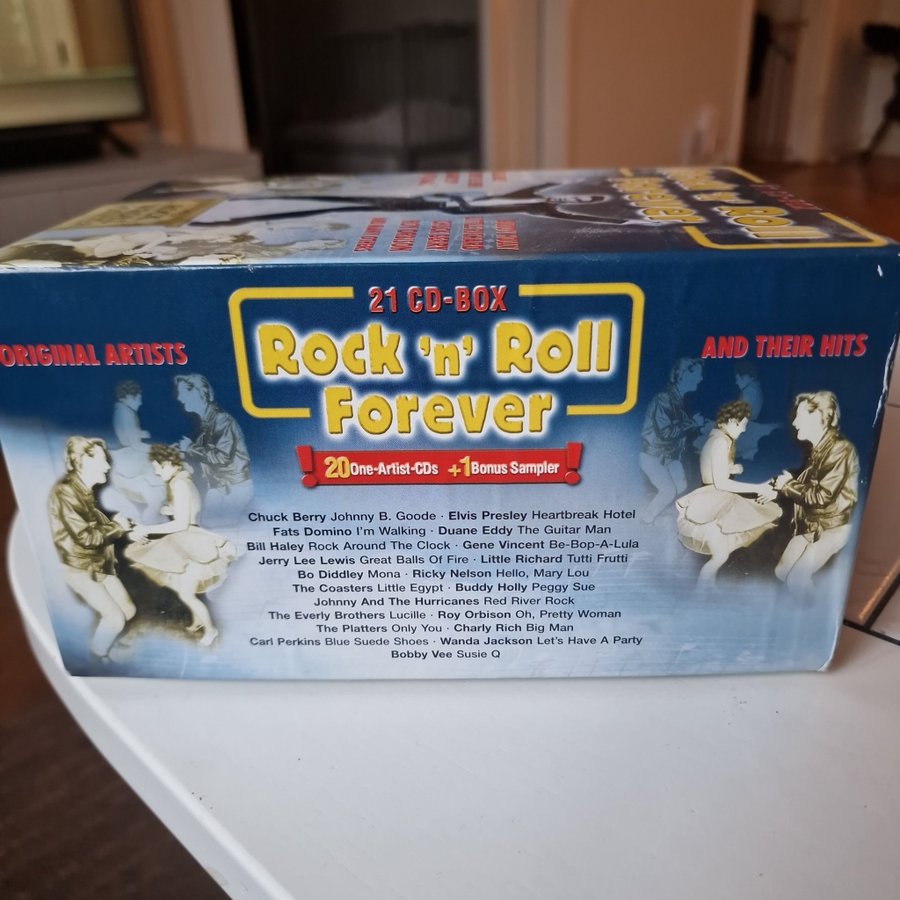 21 CD-BOX
Rock 'n' Roll
Forever
ORIGINAL ARTISTS
AND THEIR HITS
! 20 One-Artist-CDs +1 Bonus Sampler !
Chuck Berry Johnny B. Goode · Elvis Presley Heartbreak Hotel
Fats Domino I'm Walking · Duane Eddy The Guitar Man
Bill Haley Rock Around The Clock · Gene Vincent Be-Bop-A-Lula
Jerry Lee Lewis Great Balls Of Fire · Little Richard Tutti Frutti
Bo Diddley Mona · Ricky Nelson Hello, Mary Lou
The Coasters Little Egypt · Buddy Holly Peggy Sue
Johnny And The Hurricanes Red River Rock
The Everly Brothers Lucille · Roy Orbison Oh, Pretty Woman
The Platters Only You · Charly Rich Big Man
Carl Perkins Blue Suede Shoes · Wanda Jackson Let's Have A Party
Bobby Vee Susie Q
Rock 'n' Roll
Forever